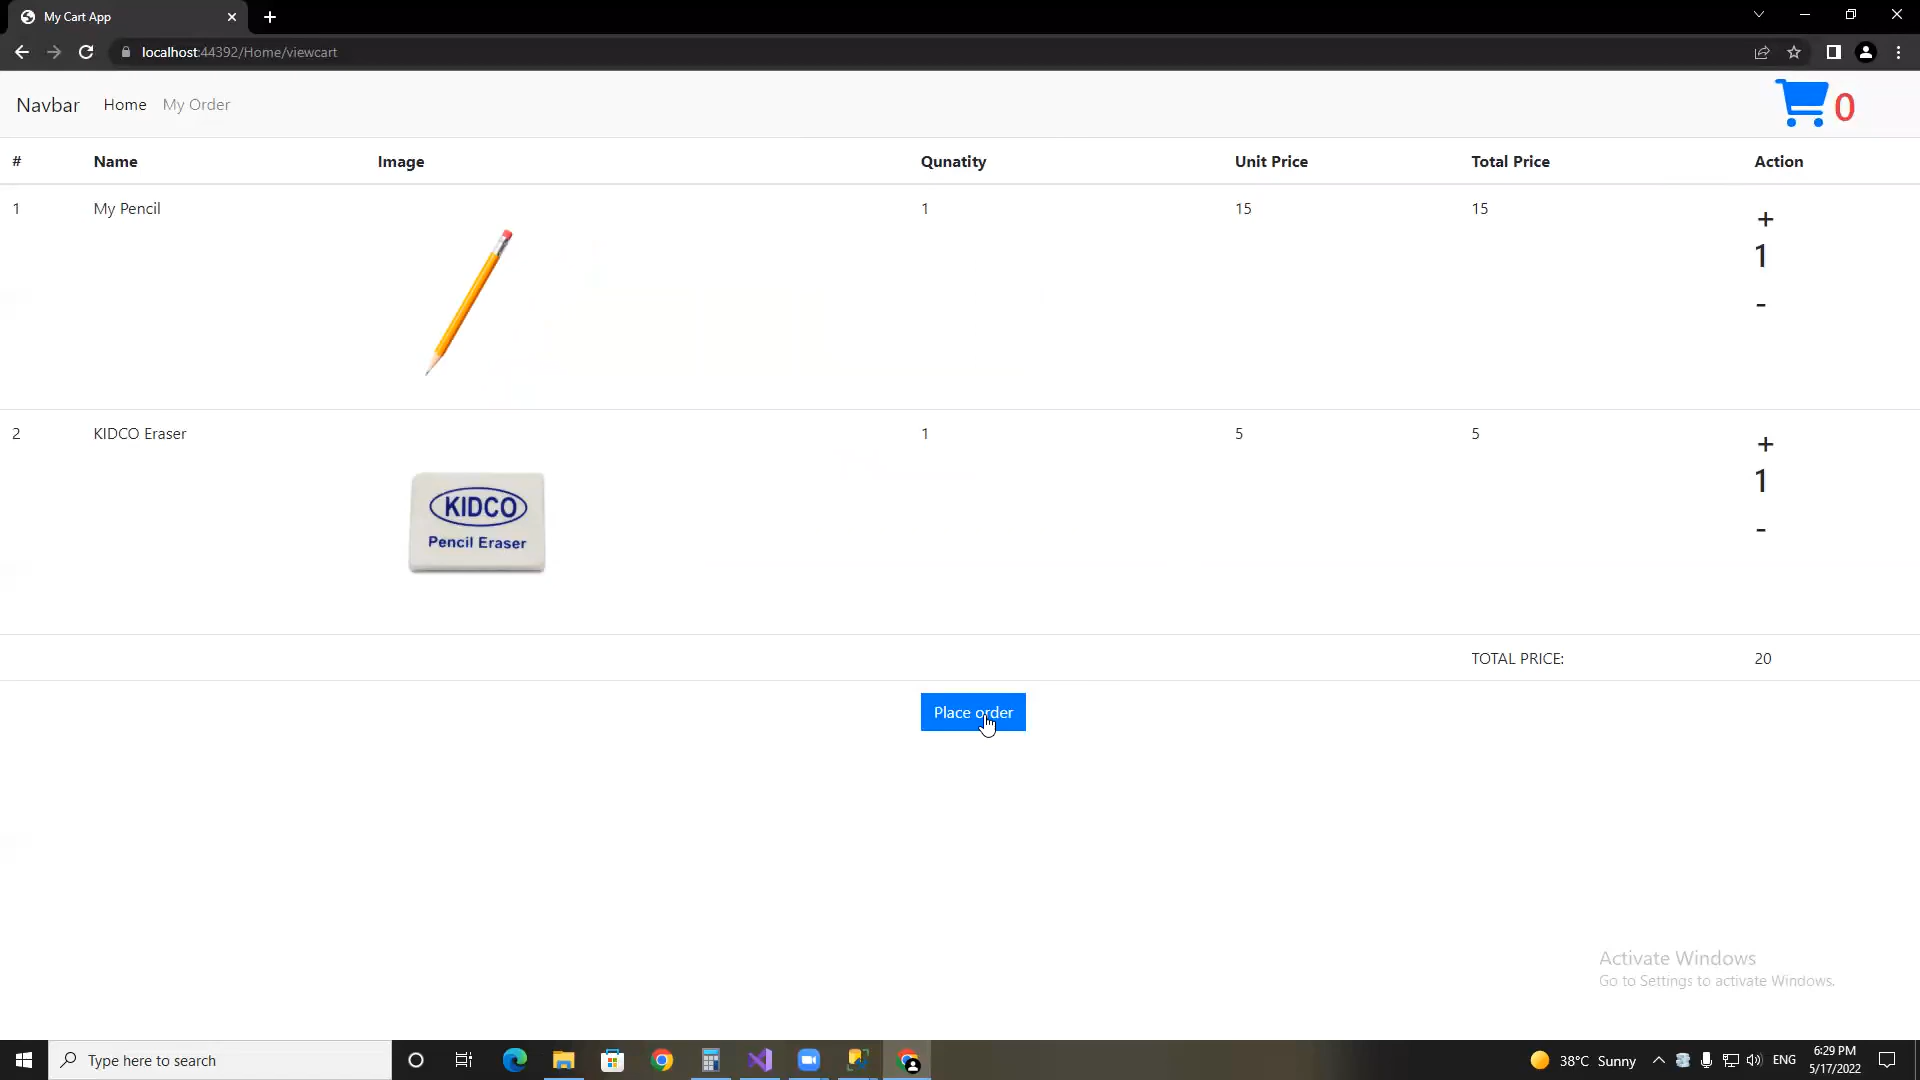 My Cart App
localhost:44392/Home/viewcart
Navbar Home My Order 0
# Name Image Qunatity Unit Price Total Price Action
1 My Pencil 1 15 15 +
1
-
2 KIDCO Eraser 1 5 5 +
1
-
KIDCO
Pencil Eraser
TOTAL PRICE: 20
Place order
Activate Windows
Go to Settings to activate Windows.
Type here to search
38°C Sunny
ENG
6:29 PM
5/17/2022